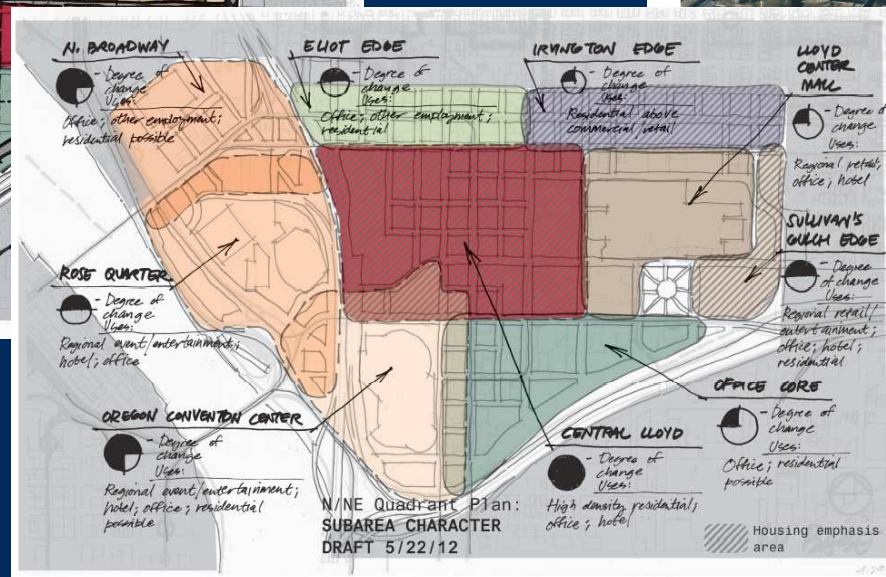 N. BROADWAY
- Degree of
change
Uses:
Office; other employment;
residential possible
ELIOT EDGE
- Degree of
change
Uses:
Office; other employment;
residential
IRVINGTON EDGE
- Degree of
change
Uses:
Residential above
commercial/retail
LLOYD
CENTER
MALL
- Degree of
change
Uses:
Regional retail;
office; hotel
SULLIVAN'S
GULCH EDGE
- Degree
of change
Uses:
Regional retail/
entertainment;
office; hotel;
residential
ROSE QUARTER
- Degree of
change
Uses:
Regional event/entertainment;
hotel; office
OFFICE CORE
- Degree of
change
Uses:
Office; residential
possible
OREGON CONVENTON CENTER
- Degree of
change
Uses:
Regional event/entertainment;
hotel; office; residential
possible
CENTRAL LLOYD
- Degree of
change
Uses:
High density residential;
office; hotel
N/NE Quadrant Plan:
SUBAREA CHARACTER
DRAFT 5/22/12
Housing emphasis
area